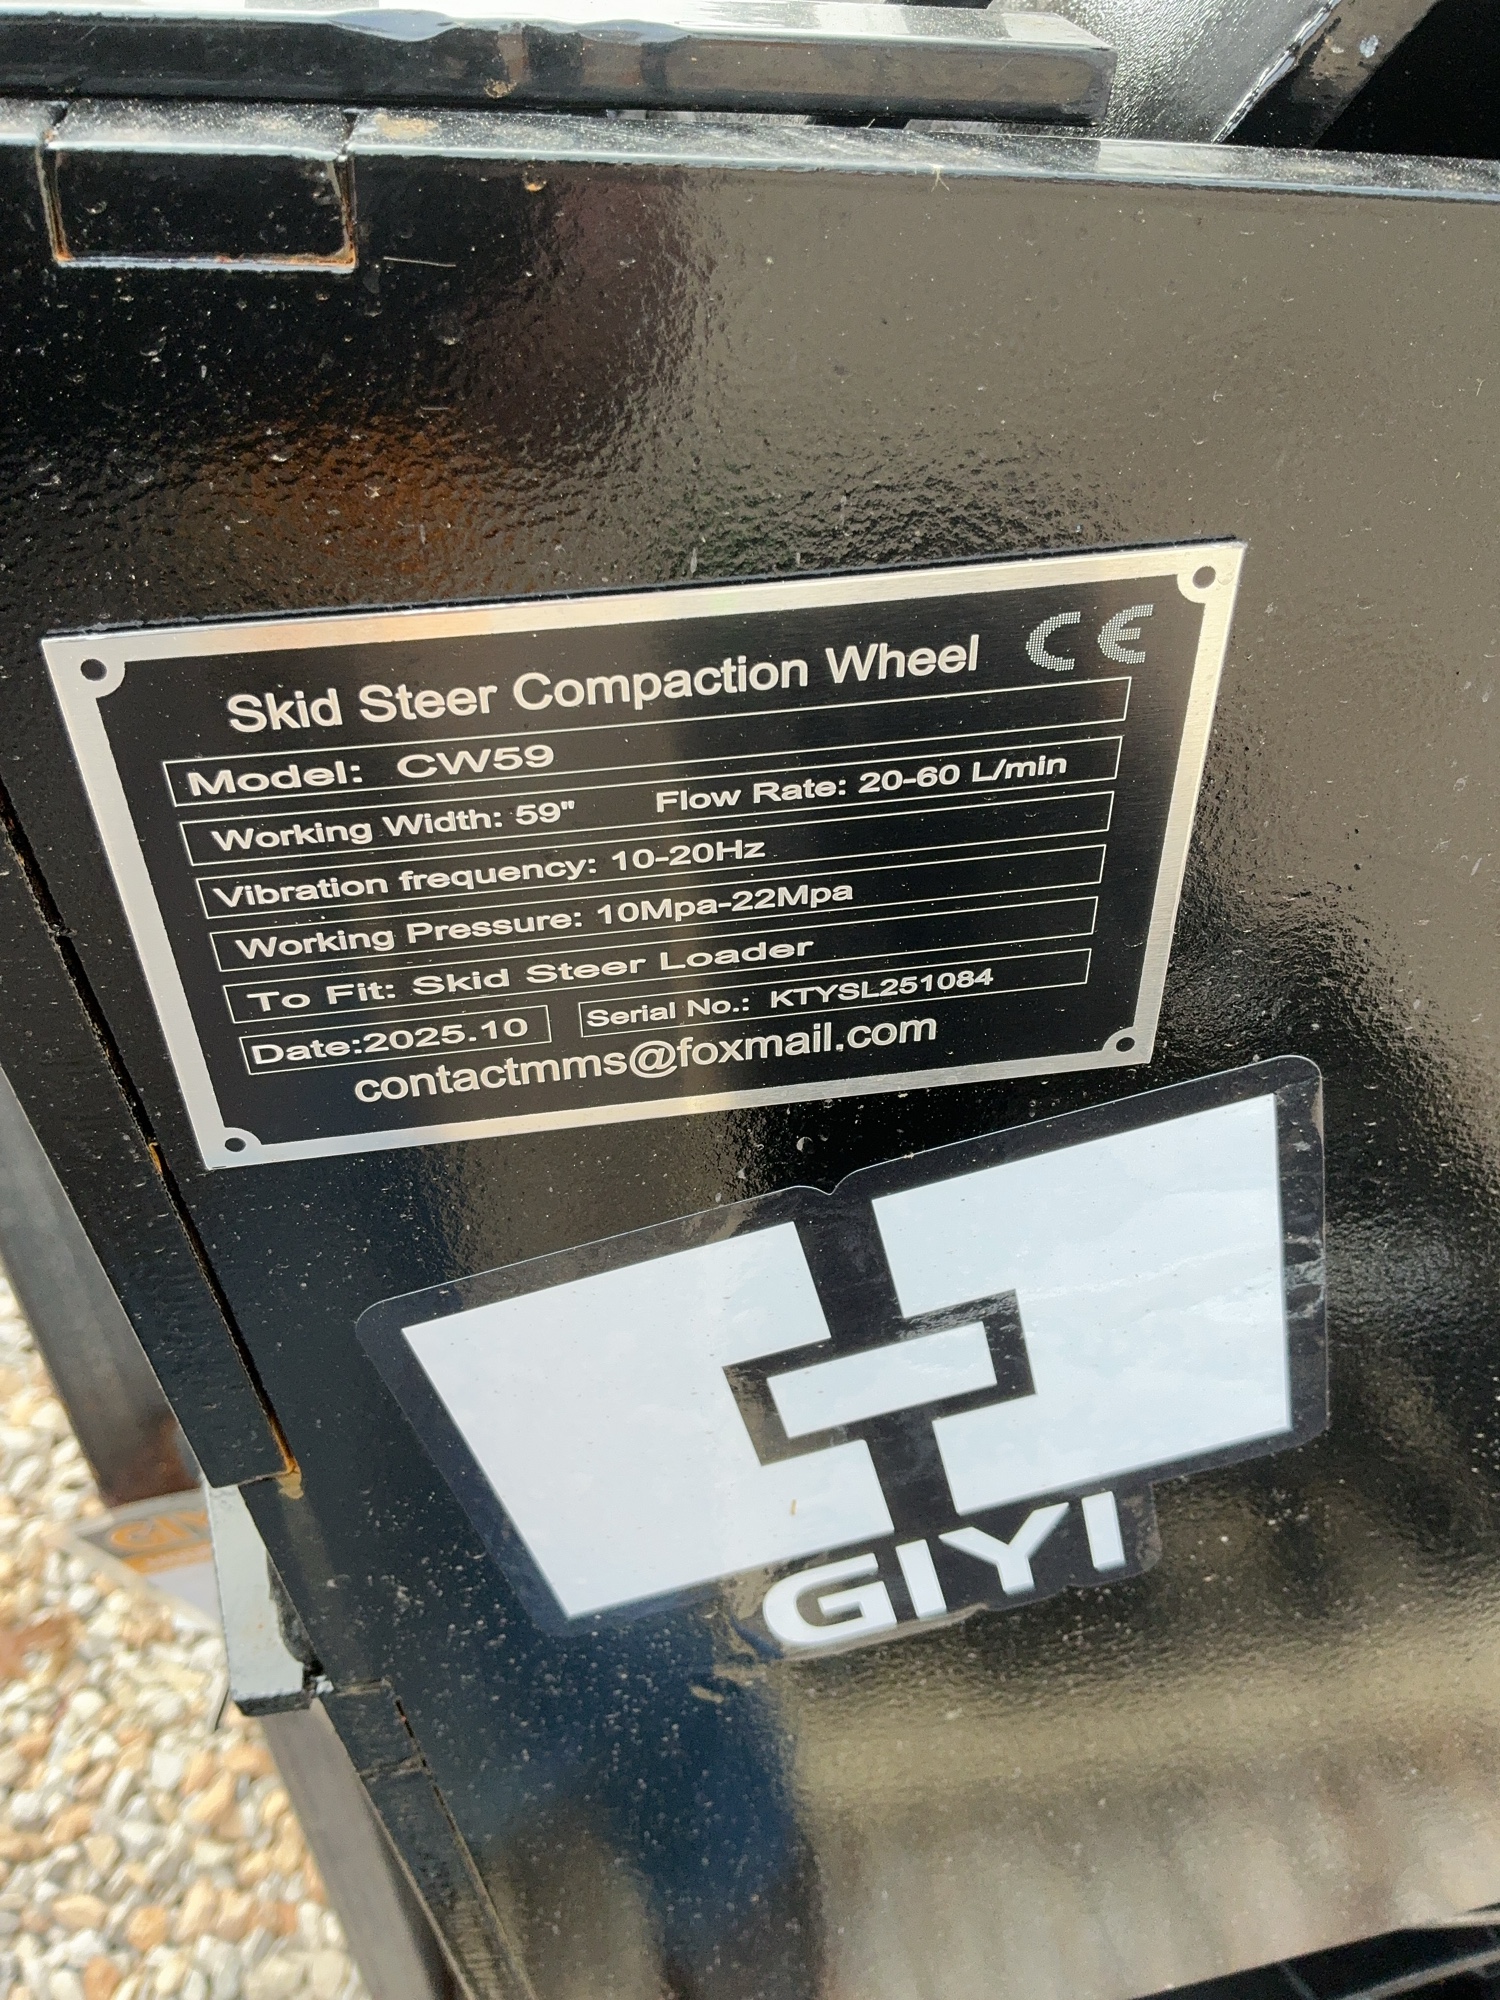 Skid Steer Compaction Wheel CE
Model: CW59
Working Width: 59" Flow Rate: 20-60 L/min
Vibration frequency: 10-20Hz
Working Pressure: 10Mpa-22Mpa
To Fit: Skid Steer Loader
Date:2025.10 Serial No.: KTYSL251084
contactmms@foxmail.com
GIYI